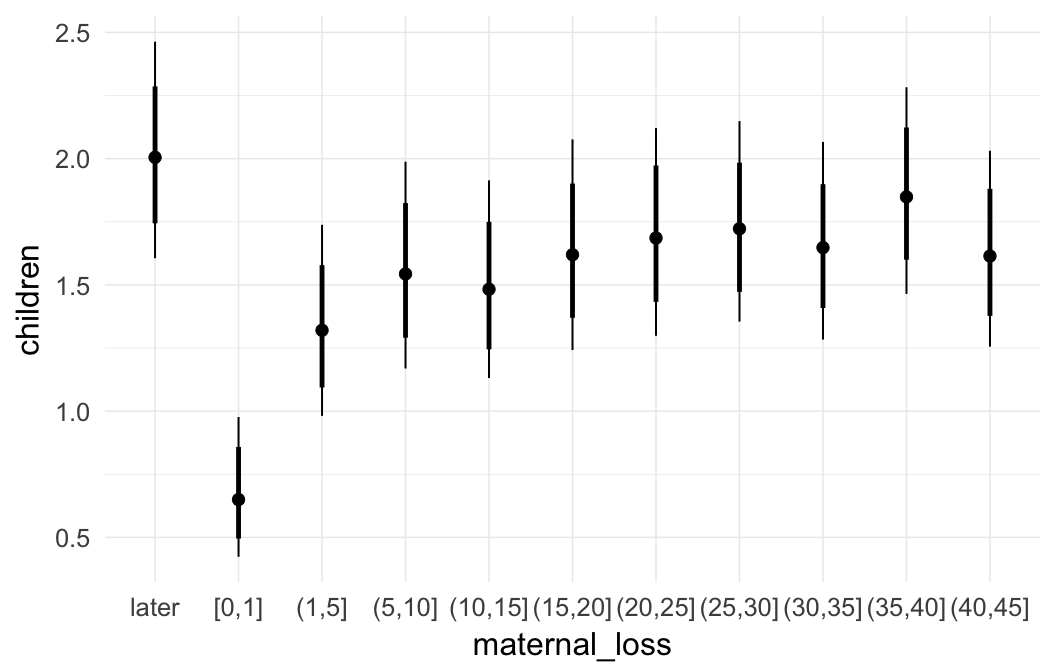 2.5
2.0
1.5
1.0
0.5
children
later [0,1] (1,5] (5,10] (10,15] (15,20] (20,25] (25,30] (30,35] (35,40] (40,45]
maternal_loss